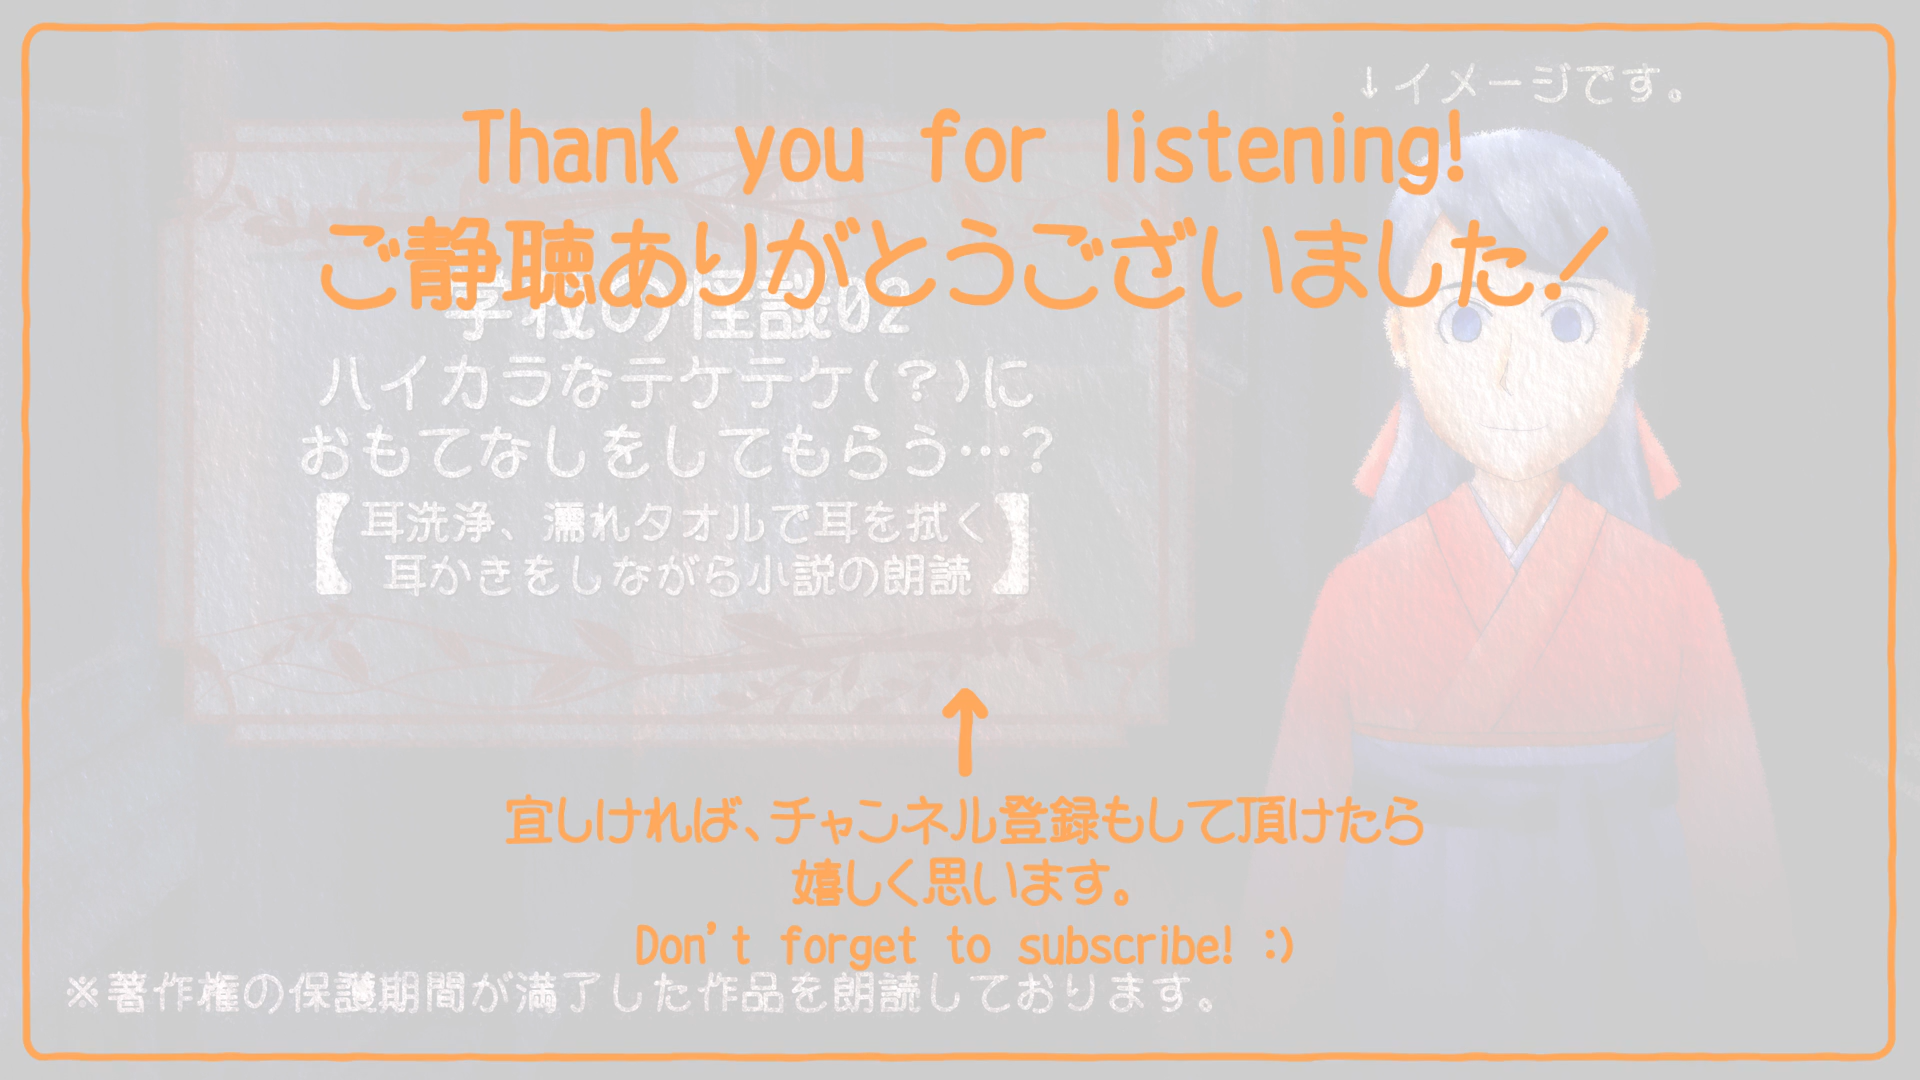 ↓イメージです。
Thank you for listening!
ご静聴ありがとうございました！
学校の怪談02
ハイカラなテケテケ(？)に
おもてなしをしてもらう…？
【耳洗浄、濡れタオルで耳を拭く
耳かきをしながら小説の朗読】
↑
宜しければ、チャンネル登録もして頂けたら
嬉しく思います。
Don't forget to subscribe! :)
※著作権の保護期間が満了した作品を朗読しております。